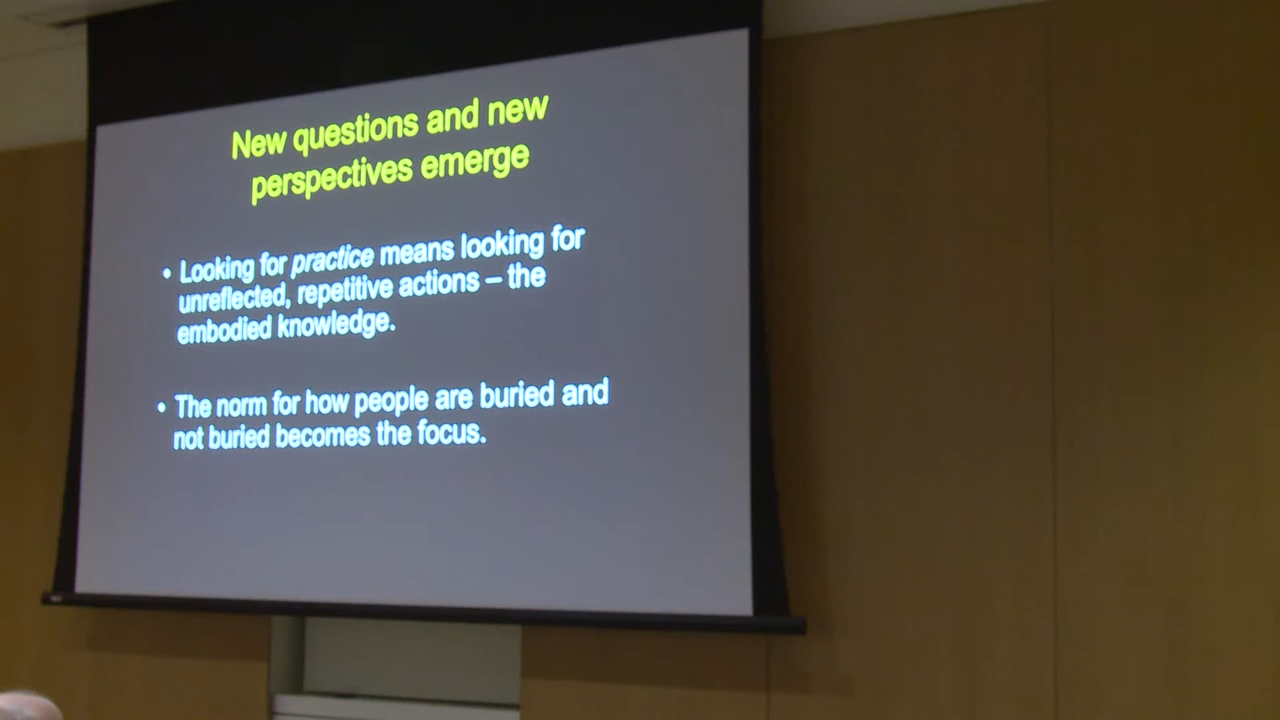 New questions and new
perspectives emerge
• Looking for practice means looking for
unreflected, repetitive actions – the
embodied knowledge.
• The norm for how people are buried and
not buried becomes the focus.